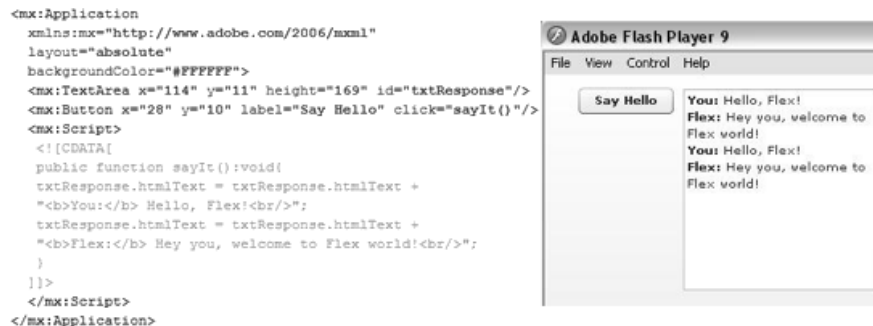 <mx:Application
xmlns:mx="http://www.adobe.com/2006/mxml"
layout="absolute"
backgroundColor="#FFFFFF">
<mx:TextArea x="114" y="11" height="169" id="txtResponse"/>
<mx:Button x="28" y="10" label="Say Hello" click="sayIt()"/>
<mx:Script>
<![CDATA[
public function sayIt():void{
txtResponse.htmlText = txtResponse.htmlText +
"<b>You:</b> Hello, Flex!<br/>";
txtResponse.htmlText = txtResponse.htmlText +
"<b>Flex:</b> Hey you, welcome to Flex world!<br/>";
}
]]>
</mx:Script>
</mx:Application>
Adobe Flash Player 9
File View Control Help
Say Hello
You: Hello, Flex!
Flex: Hey you, welcome to
Flex world!
You: Hello, Flex!
Flex: Hey you, welcome to
Flex world!